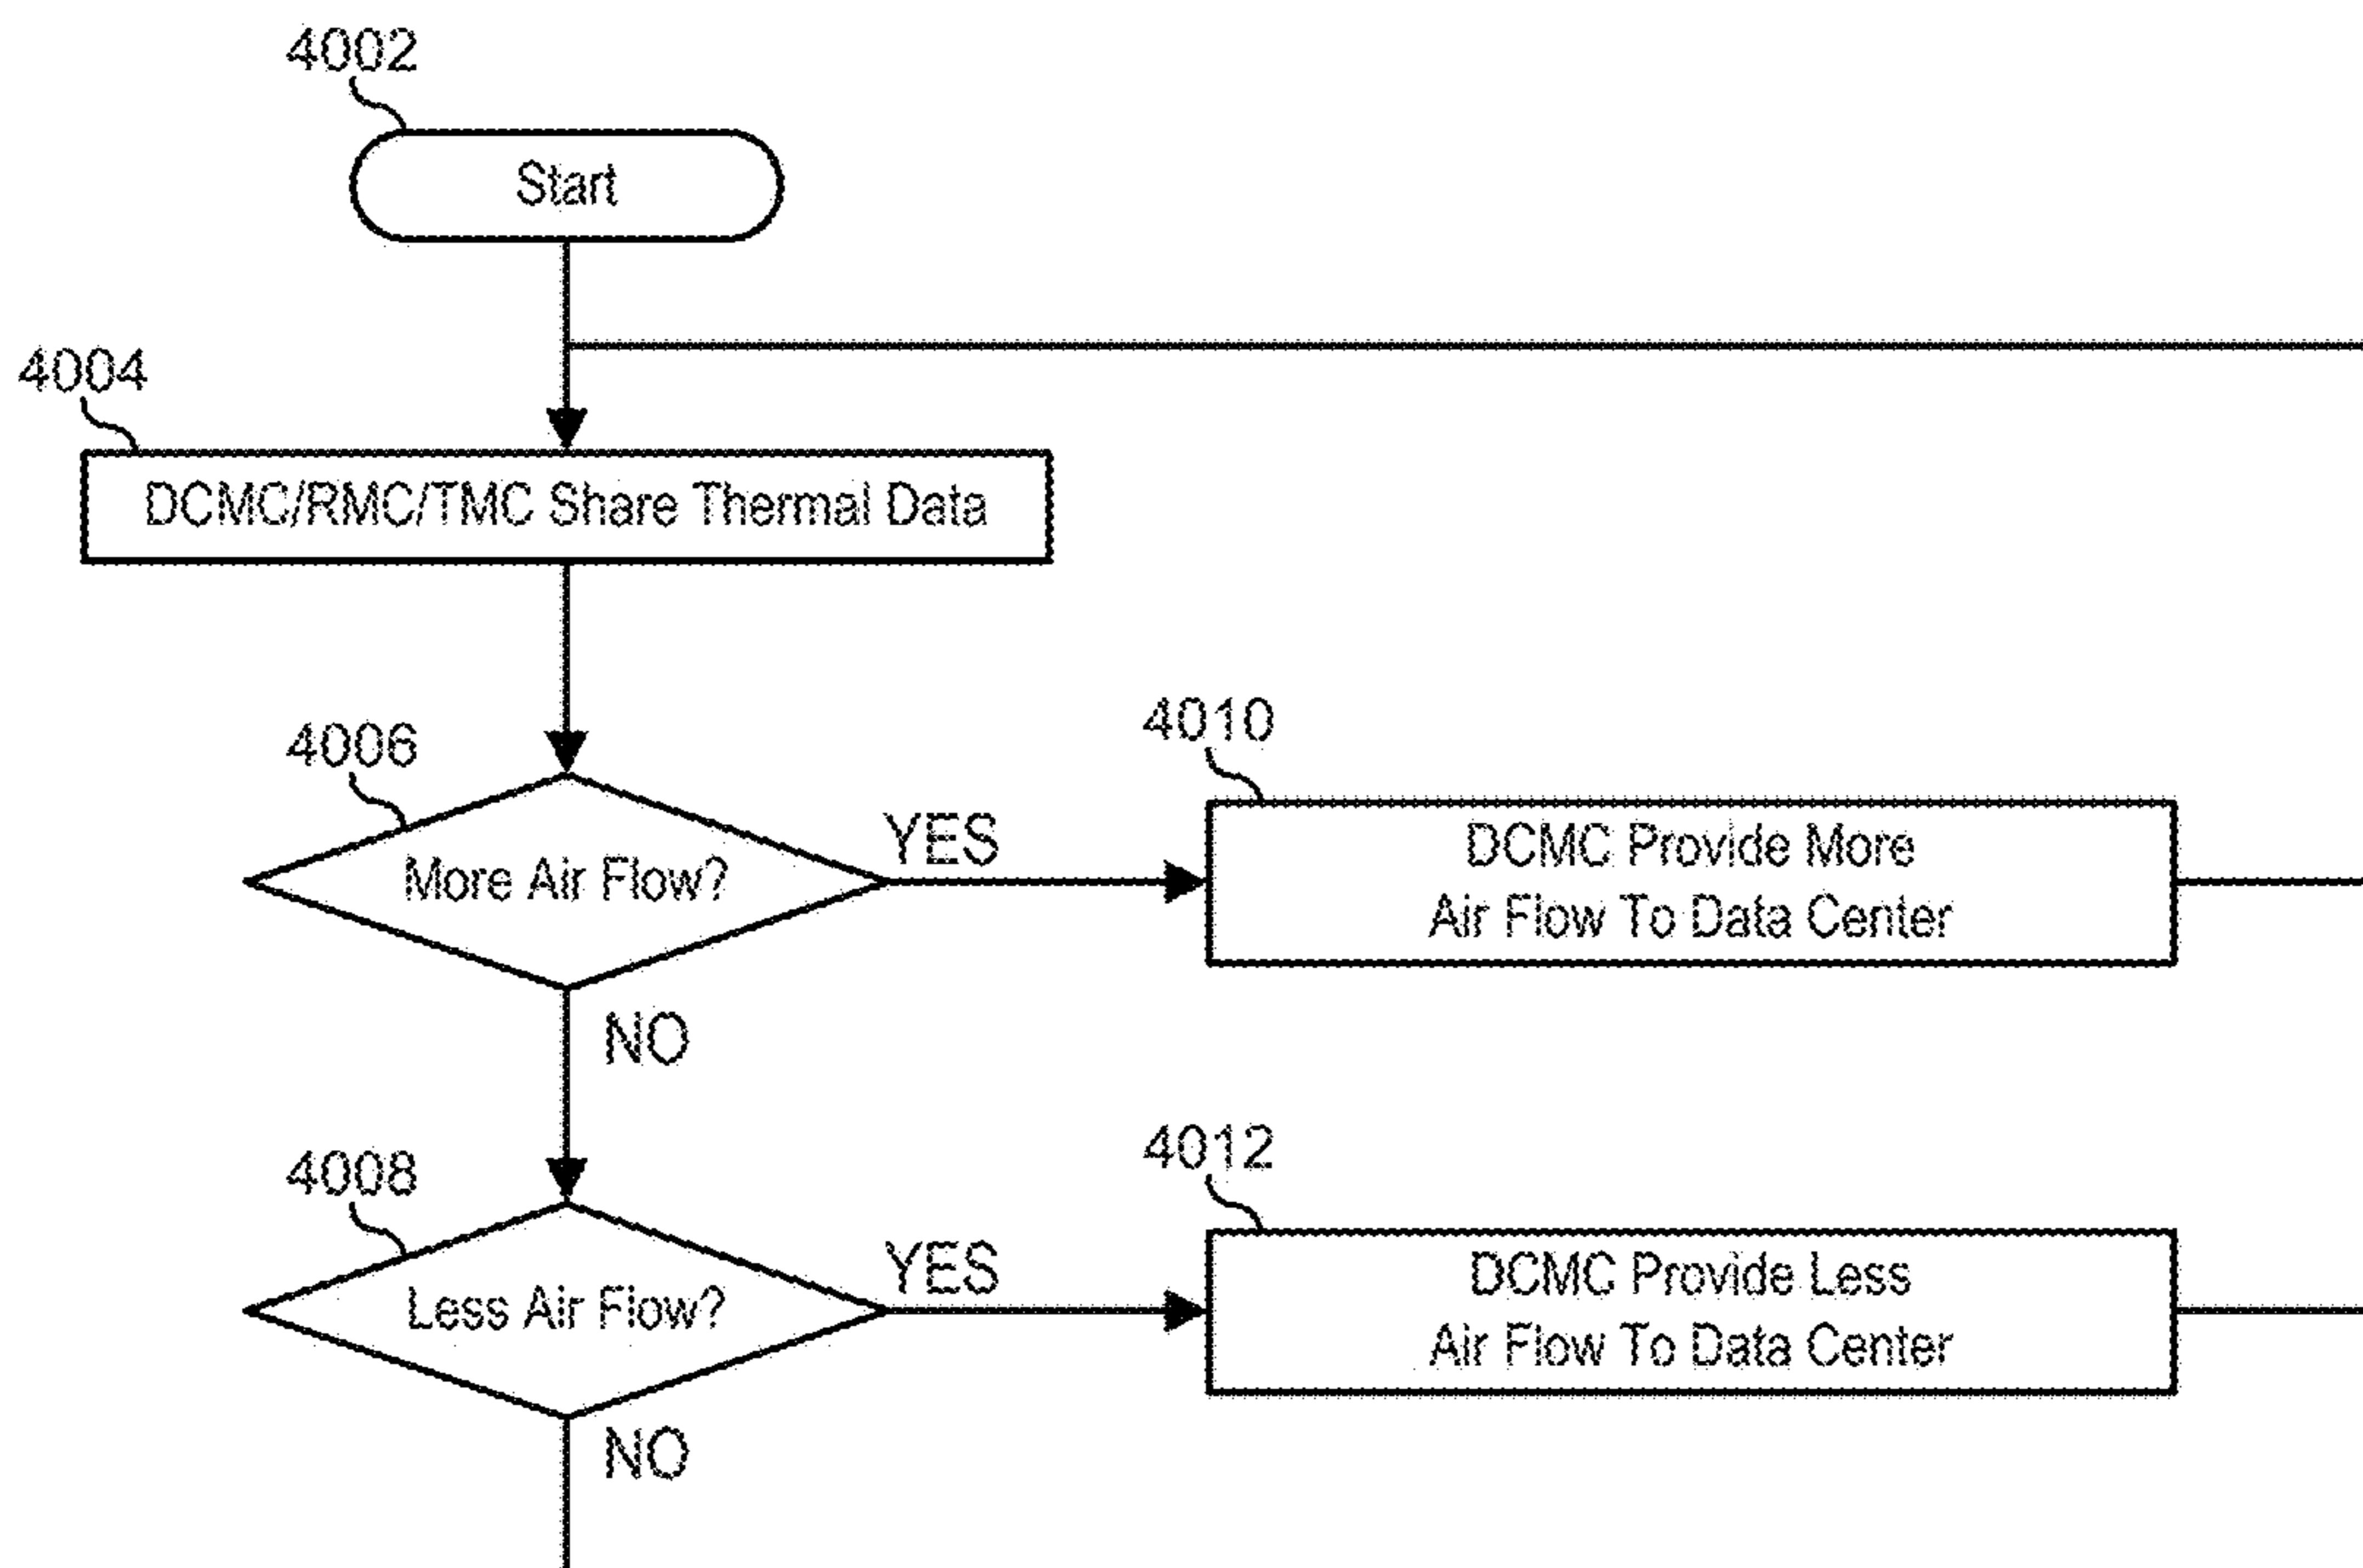 4002
Start
4004
DCMC/RMC/TMC Share Thermal Data
4006
More Air Flow?
YES
4010
DCMC Provide More
Air Flow To Data Center
NO
4008
Less Air Flow?
YES
4012
DCMC Provide Less
Air Flow To Data Center
NO